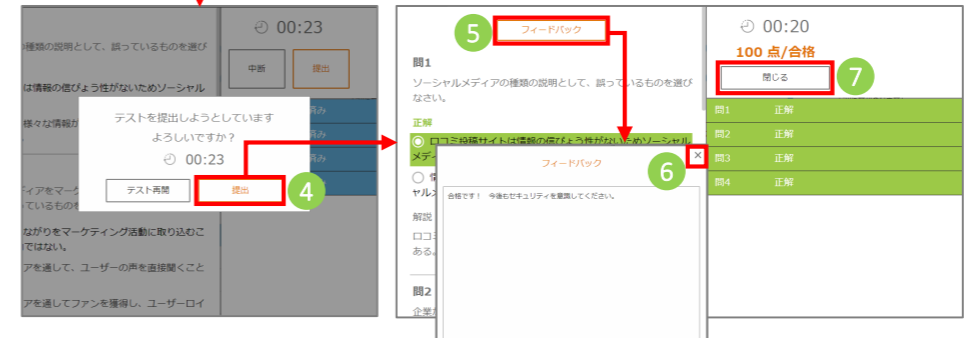 00:23
種類の説明として、誤っているものを選び
中断
提出
は情報の信ぴょう性がないためソーシャル
様々な情報が
テストを提出しようとしています
よろしいですか？
00:23
テスト再開
提出
4
ィアをマーケ
ているものを
ながりをマーケティング活動に取り込むこ
ではない。
アを通して、ユーザーの声を直接聞くこと
アを通してファンを獲得し、ユーザーロイ
5
フィードバック
問1
ソーシャルメディアの種類の説明として、誤っているものを選び
なさい。
正解
口コミ投稿サイトは情報の信ぴょう性がないためソーシャル
メディ
ヤルメ
解説
口コミ
ある。
問2
企業が
フィードバック
6
×
合格です！ 今後もセキュリティを意識してください。
00:20
100 点/合格
閉じる
7
問1 正解
問2 正解
問3 正解
問4 正解